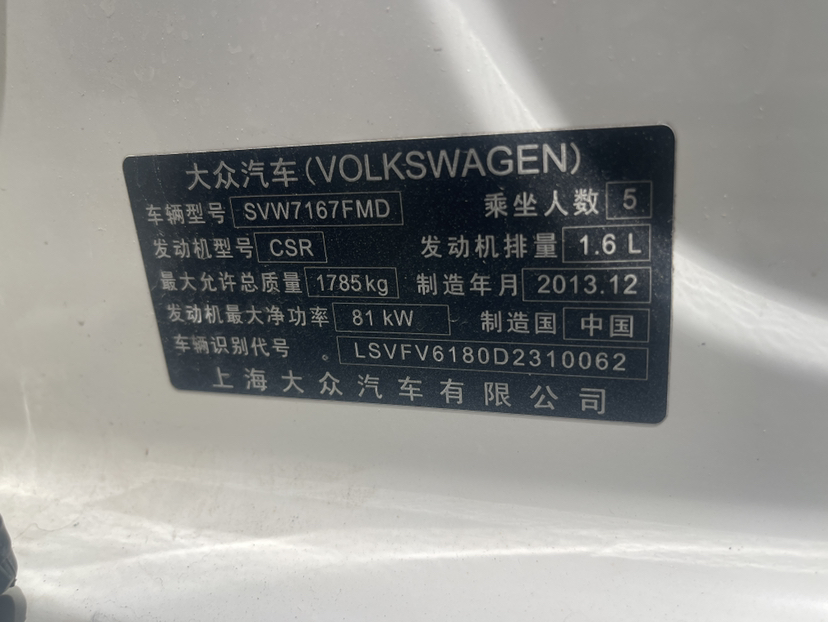 大众汽车(VOLKSWAGEN)
车辆型号 SVW7167FMD 乘坐人数 5
发动机型号 CSR 发动机排量 1.6 L
最大允许总质量 1785kg 制造年月 2013.12
发动机最大净功率 81 kW 制造国 中国
车辆识别代号 。 LSVFV6180D2310062
上海大众汽车有限公司